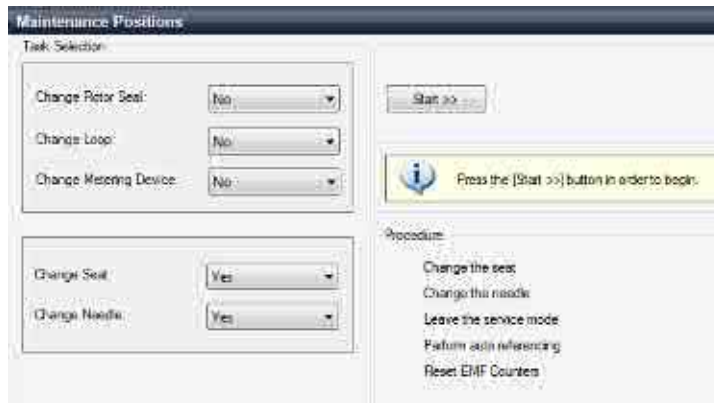 Maintenance Positions
Task Selection
Change Rotor Seal: No
Change Loop: No
Change Metering Device: No
Change Seat: Yes
Change Needle: Yes
Start >>
Press the [Start >>] button in order to begin.
Procedure
Change the seat
Change the needle
Leave the service mode
Perform auto referencing
Reset EMF Counters